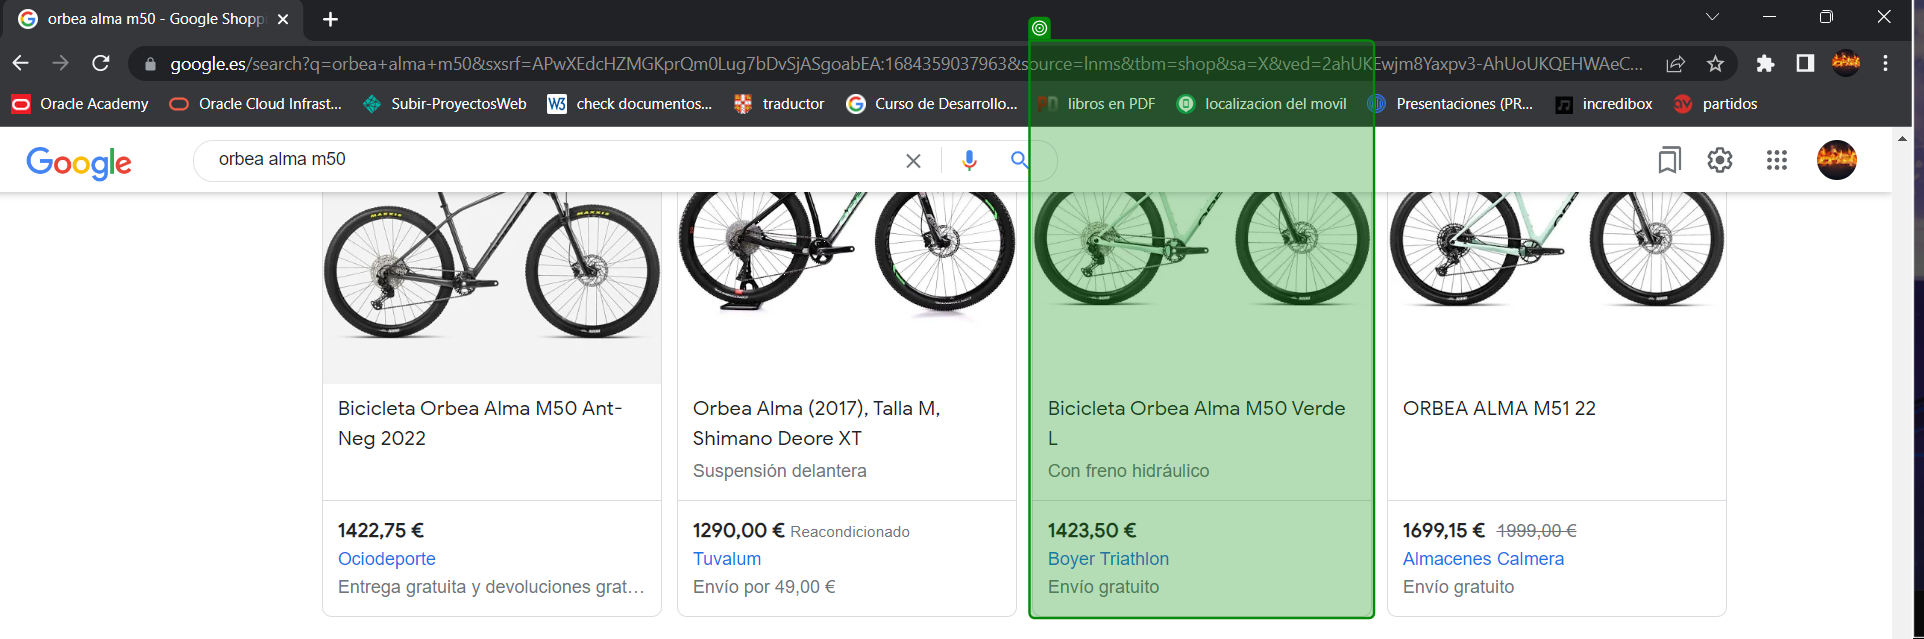 orbea alma m50 - Google Shopp
google.es/search?q=orbea+alma+m50&sxsrf=APwXEdcHZMGKprQm0Lug7bDvSjASgoabEA:1684359037963&source=lnms&tbm=shop&sa=X&ved=2ahUKEwjm8Yaxpv3-AhUoUKQEHWAeC...
Oracle Academy
Oracle Cloud Infrast...
Subir-ProyectosWeb
W3
check documentos...
traductor
Curso de Desarrollo...
libros en PDF
localizacion del movil
Presentaciones (PR...
incredibox
partidos
Google
orbea alma m50
MAXXIS
MAXXIS
Bicicleta Orbea Alma M50 Ant-
Neg 2022
1422,75 €
Ociodeporte
Entrega gratuita y devoluciones grat...
Orbea Alma (2017), Talla M,
Shimano Deore XT
Suspensión delantera
1290,00 € Reacondicionado
Tuvalum
Envío por 49,00 €
Bicicleta Orbea Alma M50 Verde
L
Con freno hidráulico
1423,50 €
Boyer Triathlon
Envío gratuito
ORBEA ALMA M51 22
1699,15 € 1999,00 €
Almacenes Calmera
Envío gratuito